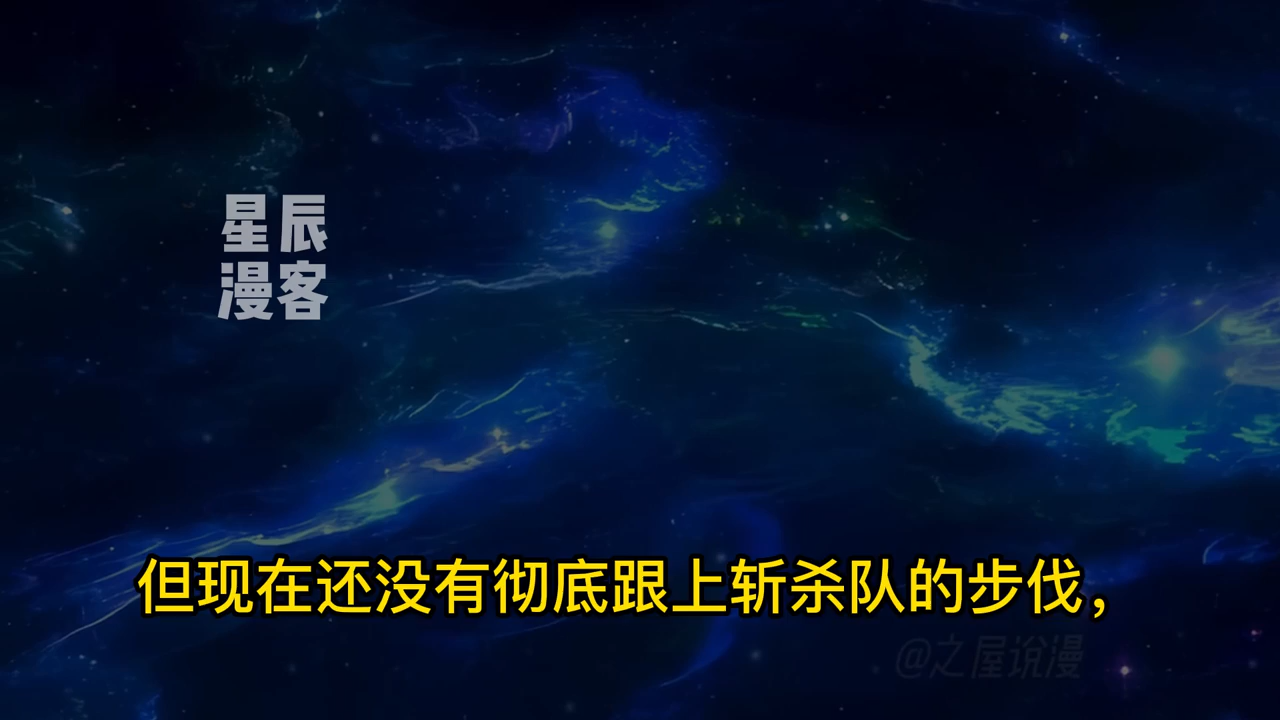 星辰
漫客
但现在还没有彻底跟上斩杀队的步伐，
@之屋说漫